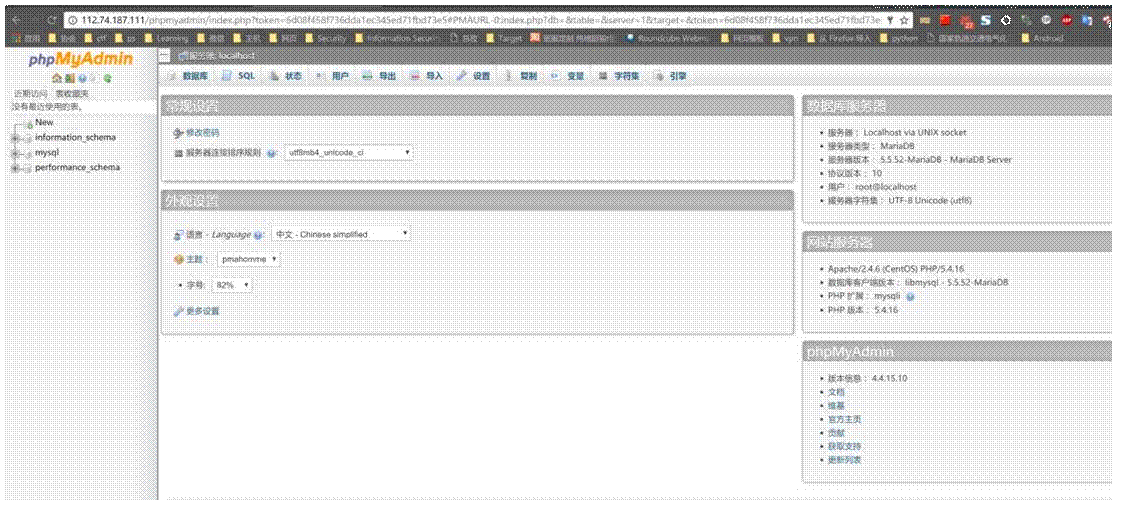 112.74.187.111/phpmyadmin/index.php?token=6d08f458f736dda1ec345ed71fbd73e5#PMAURL-0:index.php?db=&table=&server=1&target=&token=6d08f458f736dda1ec345ed71fbd73e
应用 协会 ctf ps Learning Security Information Securi Target Roundcube Webm vpn 从 Firefox 导入 python Android
phpMyAdmin
服务器: localhost
近期访问 表收藏夹
没有最近使用的表。
New
information_schema
mysql
performance_schema
数据库 SQL 状态 用户 导出 导入 设置 复制 变量 字符集 引擎
常规设置
修改密码
服务器连接排序规则 : utf8mb4_unicode_ci
外观设置
语言 - Language : 中文 - Chinese simplified
主题 : pmahomme
字号: 82%
更多设置
数据库服务器
服务器： Localhost via UNIX socket
服务器类型： MariaDB
服务器版本： 5.5.52-MariaDB - MariaDB Server
协议版本： 10
用户： root@localhost
服务器字符集： UTF-8 Unicode (utf8)
网站服务器
Apache/2.4.6 (CentOS) PHP/5.4.16
数据库客户端版本： libmysql - 5.5.52-MariaDB
PHP 扩展： mysqli
PHP 版本： 5.4.16
phpMyAdmin
版本信息： 4.4.15.10
文档
维基
官方主页
贡献
获取支持
更新列表